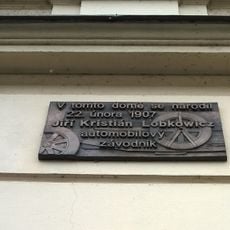 V tomto domě se narodil
22. února 1907
Jiří Kristián Lobkowicz
automobilový
závodník